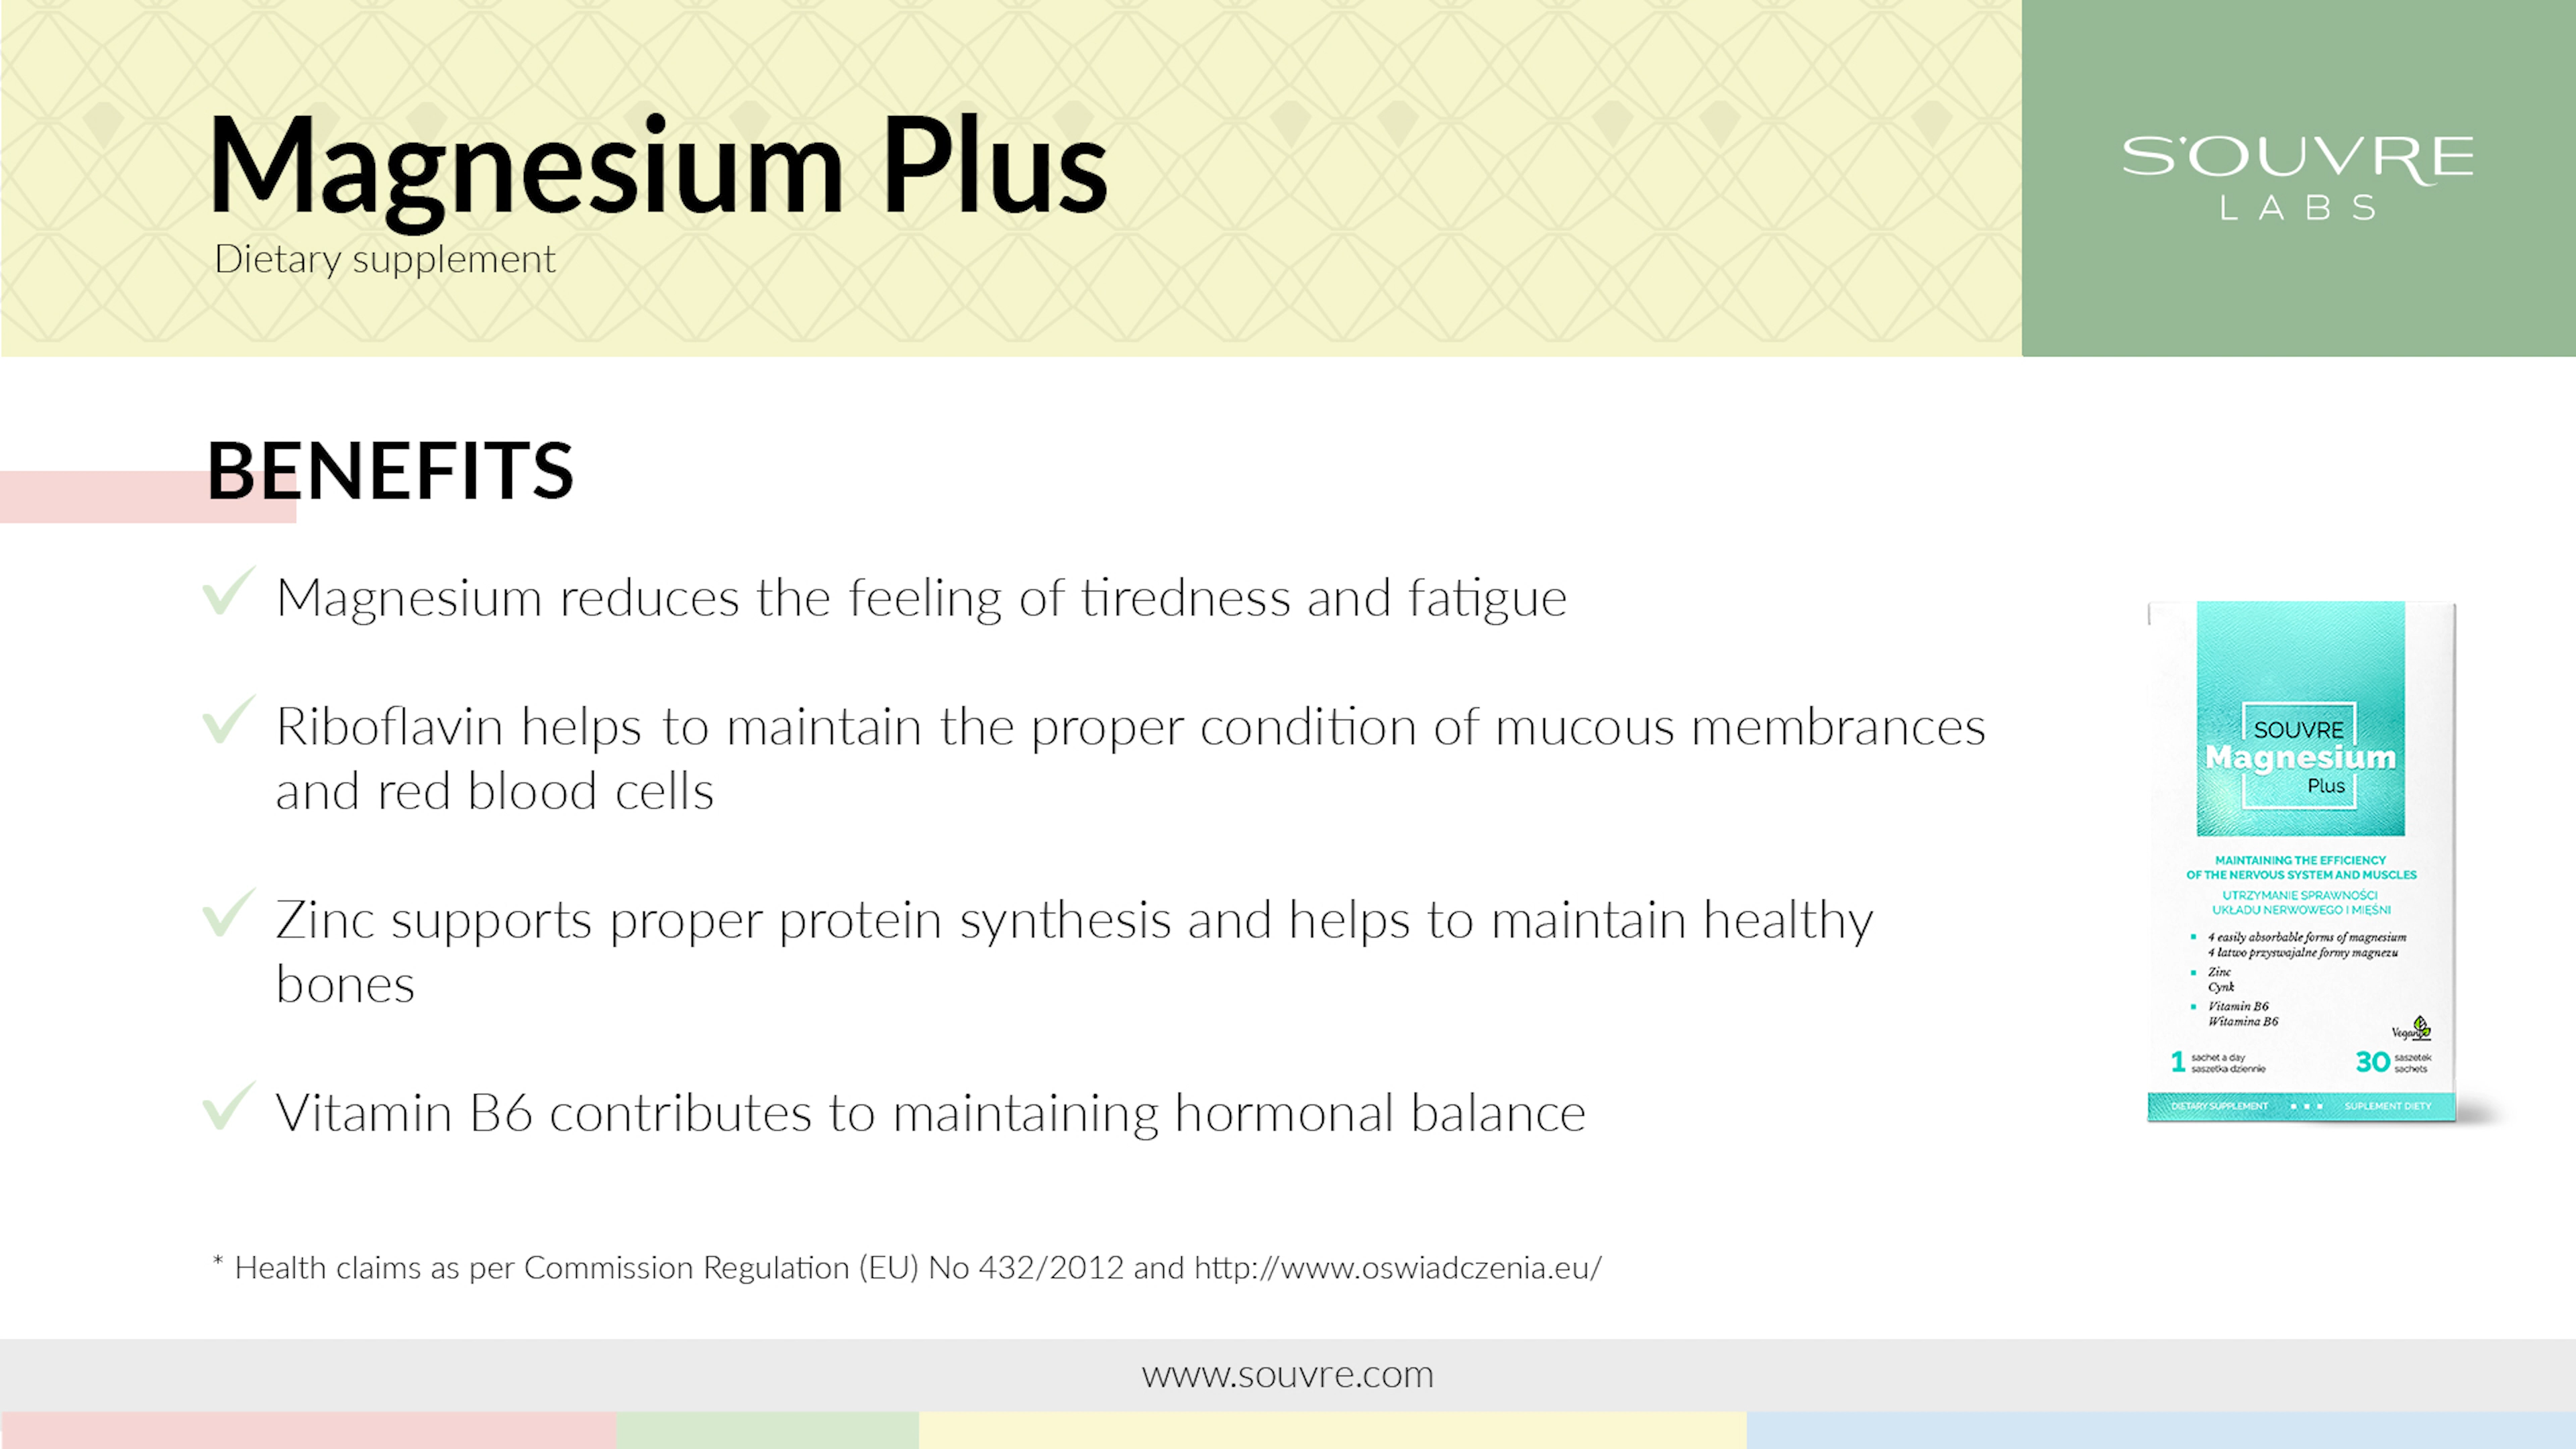 Magnesium Plus
Dietary supplement
S'OUVRE
LABS
BENEFITS
Magnesium reduces the feeling of tiredness and fatigue
Riboflavin helps to maintain the proper condition of mucous membranes
and red blood cells
Zinc supports proper protein synthesis and helps to maintain healthy
bones
Vitamin B6 contributes to maintaining hormonal balance
SOUVRE
Magnesium
Plus
MAINTAINING THE EFFICIENCY
OF THE NERVOUS SYSTEM AND MUSCLES
UTRZYMANIE SPRAWNOŚCI
UKŁADU NERWOWEGO I MIĘŚNI
4 easily absorbable forms of magnesium
4 łatwo przyswajalne formy magnezu
Zinc
Cynk
Vitamin B6
Witamina B6
Vegan
1 sachet a day
saszetka dziennie
30 saszetek
sachets
DIETARY SUPPLEMENT SUPLEMENT DIETY
* Health claims as per Commission Regulation (EU) No 432/2012 and http://www.oswiadczenia.eu/
www.souvre.com